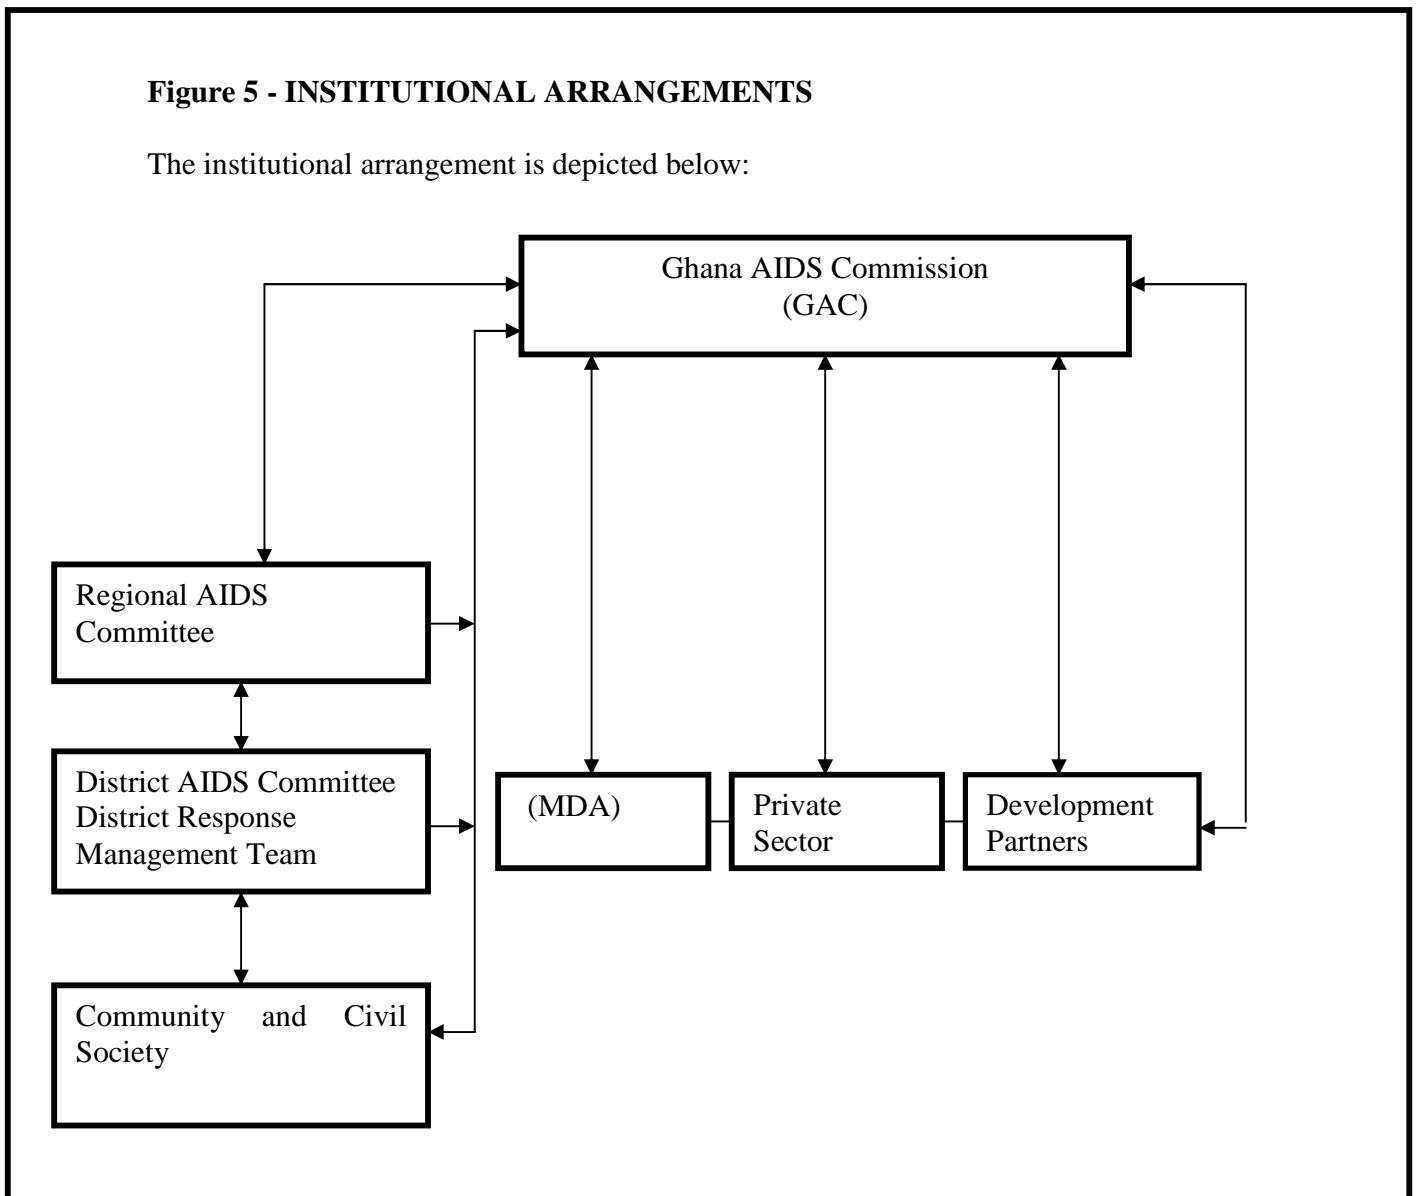 Figure 5 - INSTITUTIONAL ARRANGEMENTS
The institutional arrangement is depicted below:
Ghana AIDS Commission
(GAC)
Regional AIDS
Committee
District AIDS Committee
District Response
Management Team
(MDA)
Private
Sector
Development
Partners
Community and Civil
Society